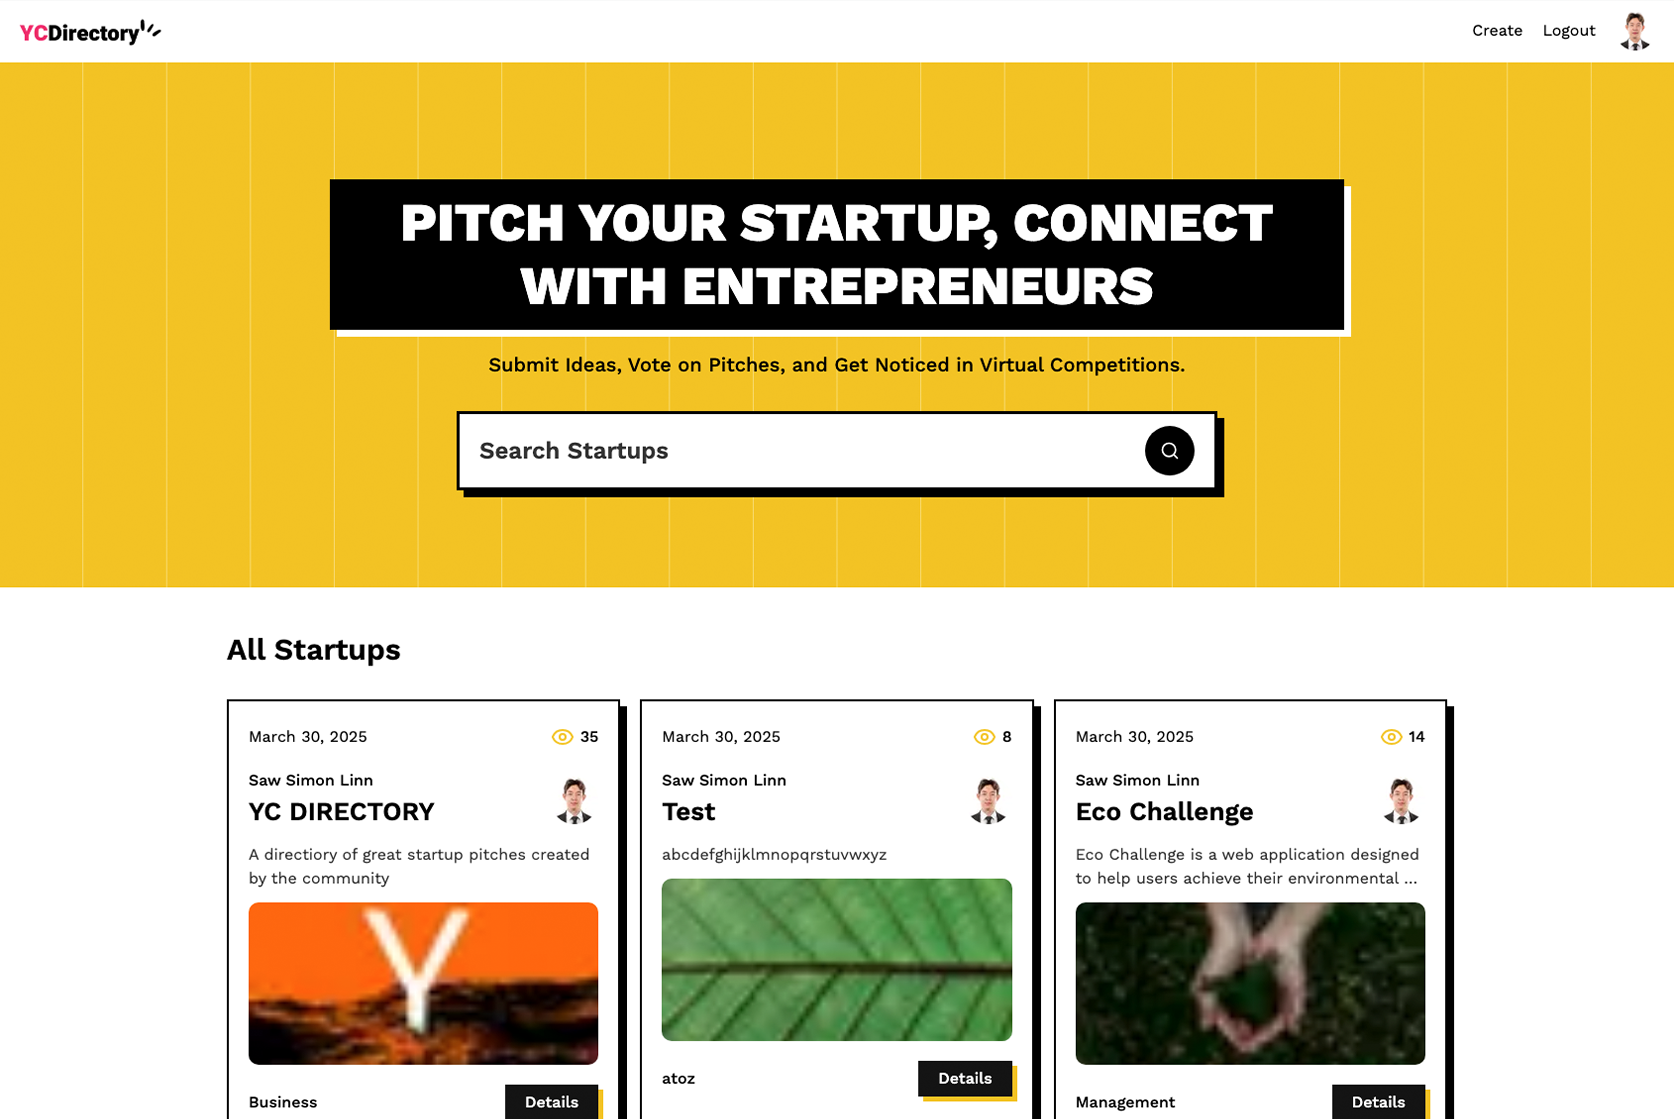 YCDirectory
Create Logout
PITCH YOUR STARTUP, CONNECT
WITH ENTREPRENEURS
Submit Ideas, Vote on Pitches, and Get Noticed in Virtual Competitions.
Search Startups
All Startups
March 30, 2025 35
Saw Simon Linn
YC DIRECTORY
A directiory of great startup pitches created
by the community
Y
Business Details
March 30, 2025 8
Saw Simon Linn
Test
abcdefghijklmnopqrstuvwxyz
atoz Details
March 30, 2025 14
Saw Simon Linn
Eco Challenge
Eco Challenge is a web application designed
to help users achieve their environmental ...
Management Details